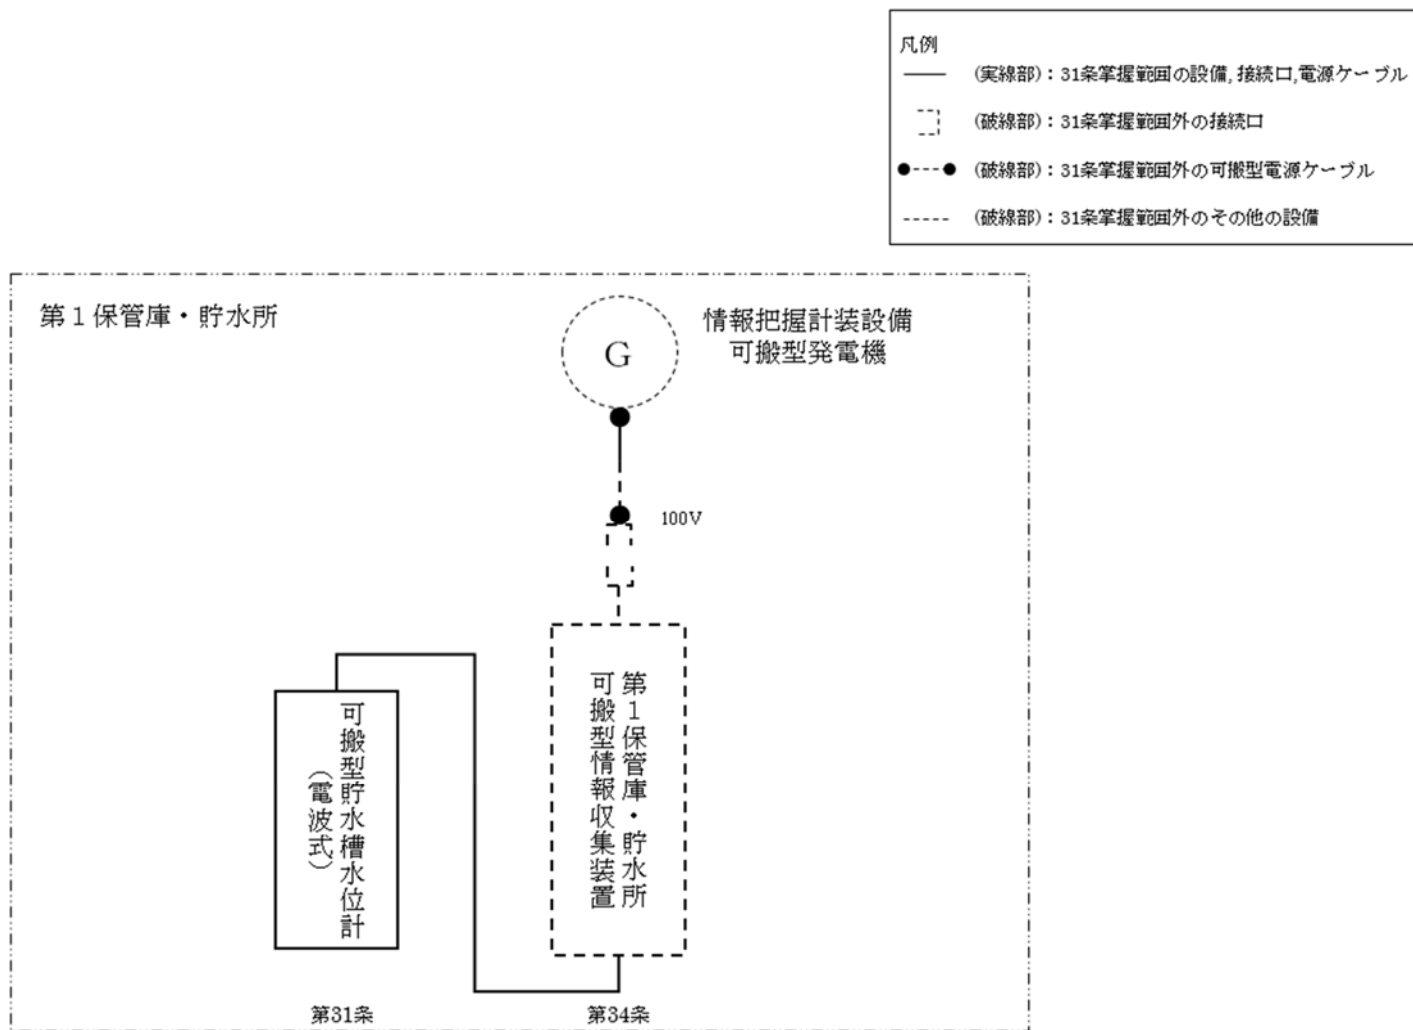 凡例
(実線部)：31条掌握範囲の設備,接続口,電源ケーブル
(破線部)：31条掌握範囲外の接続口
(破線部)：31条掌握範囲外の可搬型電源ケーブル
(破線部)：31条掌握範囲外のその他の設備
第１保管庫・貯水所
G
情報把握計装設備
可搬型発電機
100V
第１保管庫・貯水所
可搬型情報収集装置
可搬型貯水槽水位計
（電波式）
第31条
第34条